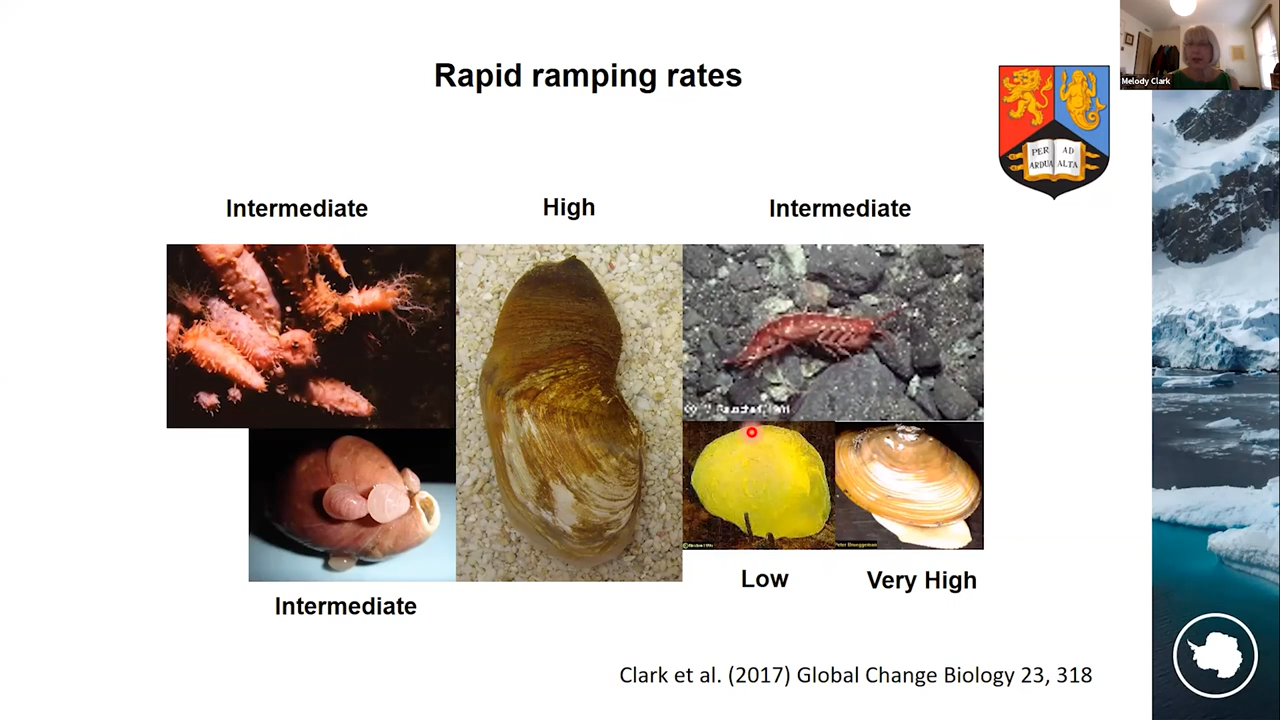 Rapid ramping rates
Melody Clark
PER AD
ARDUA ALTA
Intermediate
High
Intermediate
Intermediate
Low
Very High
Clark et al. (2017) Global Change Biology 23, 318